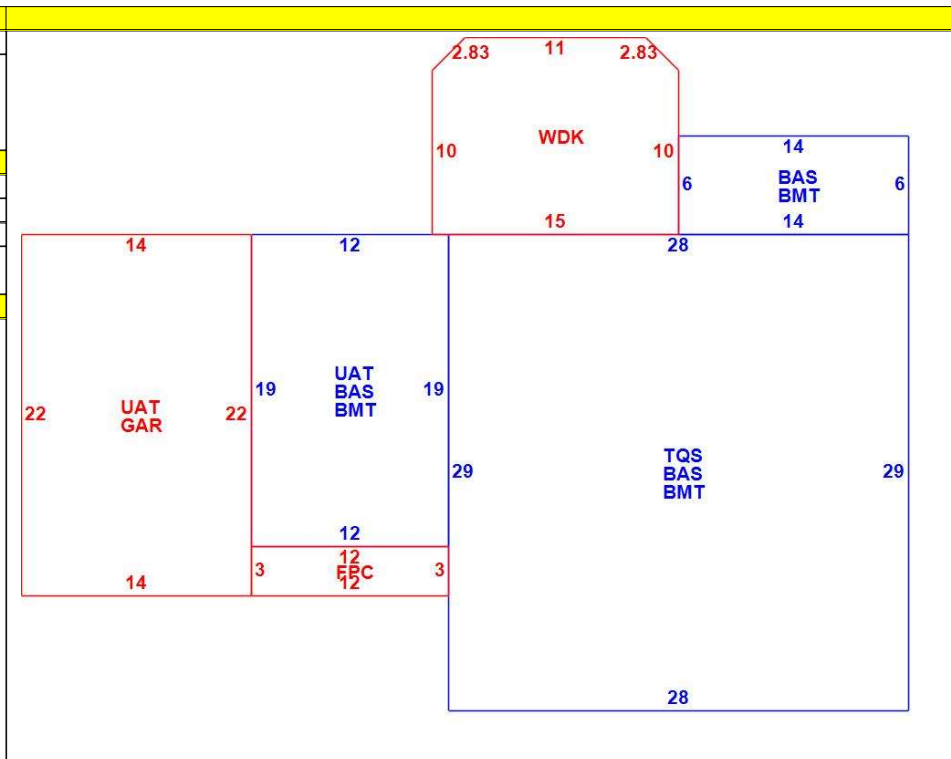 2.83 11 2.83
WDK
10 10
15
14
BAS
BMT
6 6
14
14 12 28
UAT
BAS
BMT
19 19
UAT
GAR
22 22
TQS
BAS
BMT
29 29
12
12
3 FPC 3
12
14
28